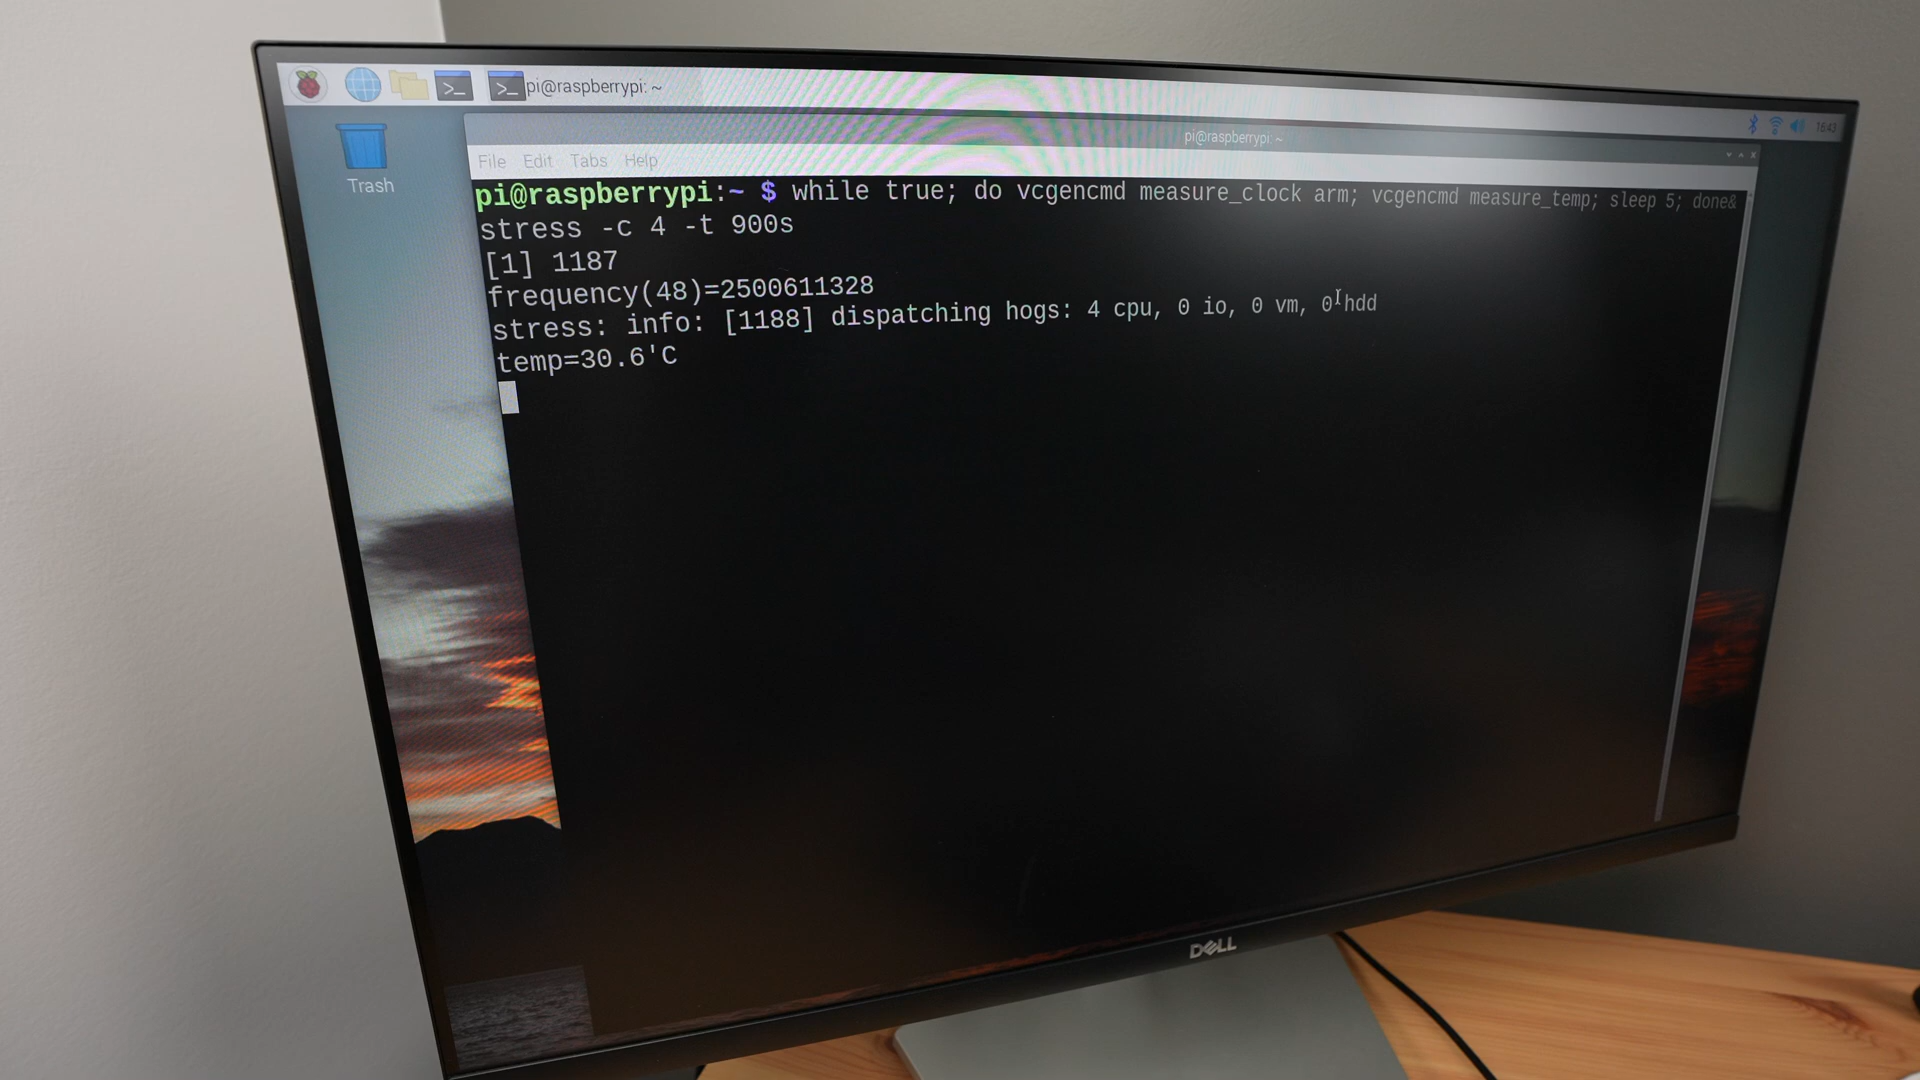 pi@raspberrypi: ~
16:43
pi@raspberrypi: ~
File Edit Tabs Help
Trash
pi@raspberrypi:~ $ while true; do vcgencmd measure_clock arm; vcgencmd measure_temp; sleep 5; done&
stress -c 4 -t 900s
[1] 1187
frequency(48)=2500611328
stress: info: [1188] dispatching hogs: 4 cpu, 0 io, 0 vm, 0 hdd
temp=30.6'C
DELL